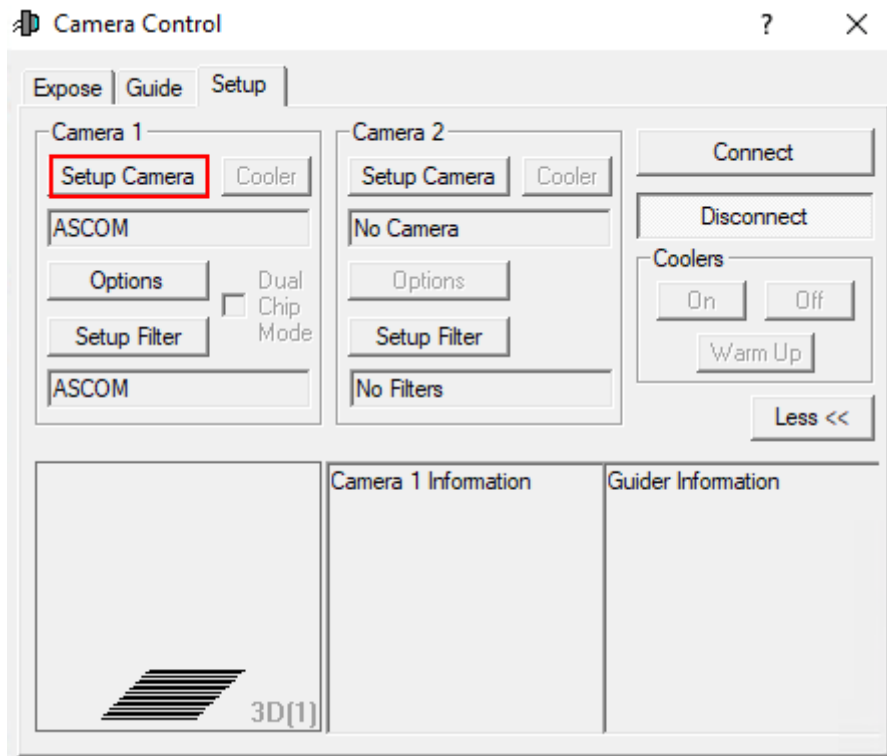 Camera Control
?
Expose
Guide
Setup
Camera 1
Setup Camera
Cooler
ASCOM
Options
Dual
Chip
Mode
Setup Filter
ASCOM
Camera 2
Setup Camera
Cooler
No Camera
Options
Setup Filter
No Filters
Connect
Disconnect
Coolers
On
Off
Warm Up
Less <<
3D(1)
Camera 1 Information
Guider Information